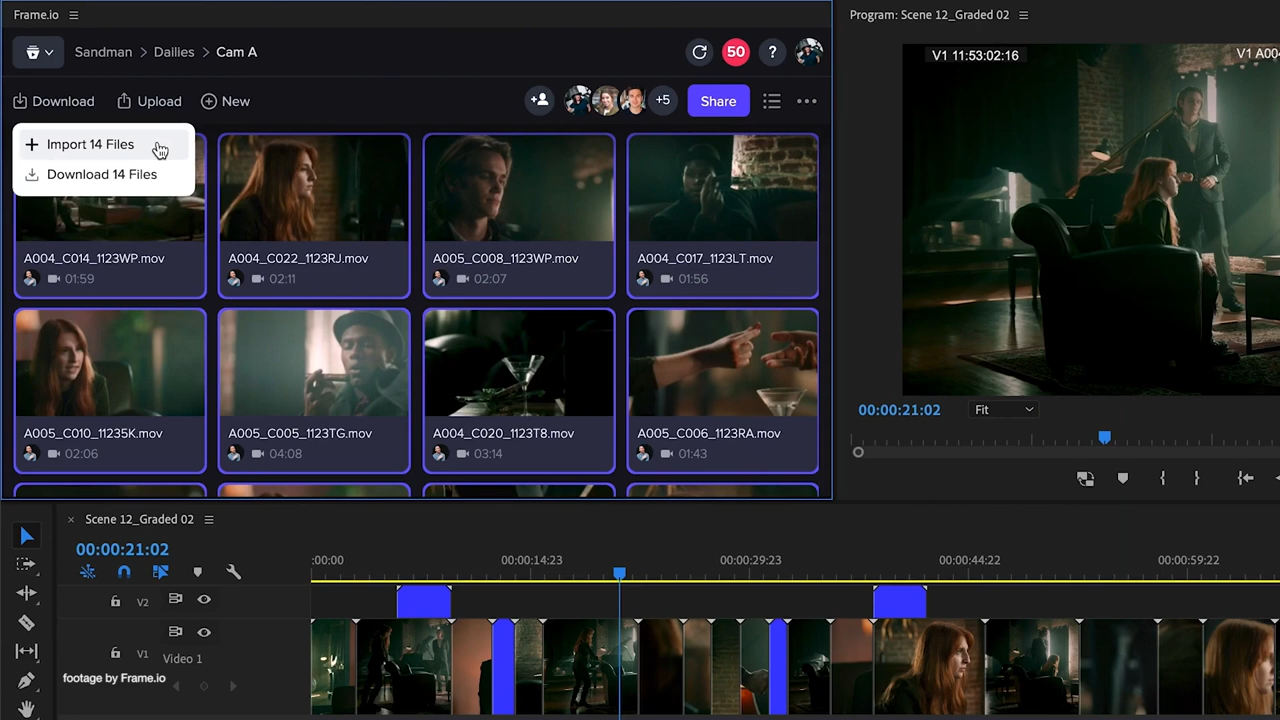 Frame.io
Program: Scene 12_Graded 02
Sandman > Dailies > Cam A
50
?
V1 11:53:02:16
V1 A004
Download
Upload
New
+5
Share
Import 14 Files
Download 14 Files
A004_C014_1123WP.mov
A004_C022_1123RJ.mov
A005_C008_1123WP.mov
A004_C017_1123LT.mov
01:59
02:11
02:07
01:56
A005_C010_11235K.mov
A005_C005_1123TG.mov
A004_C020_1123T8.mov
A005_C006_1123RA.mov
02:06
04:08
03:14
01:43
00:00:21:02
Fit
Scene 12_Graded 02
00:00:21:02
:00:00
00:00:14:23
00:00:29:23
00:00:44:22
00:00:59:22
V2
V1
Video 1
footage by Frame.io